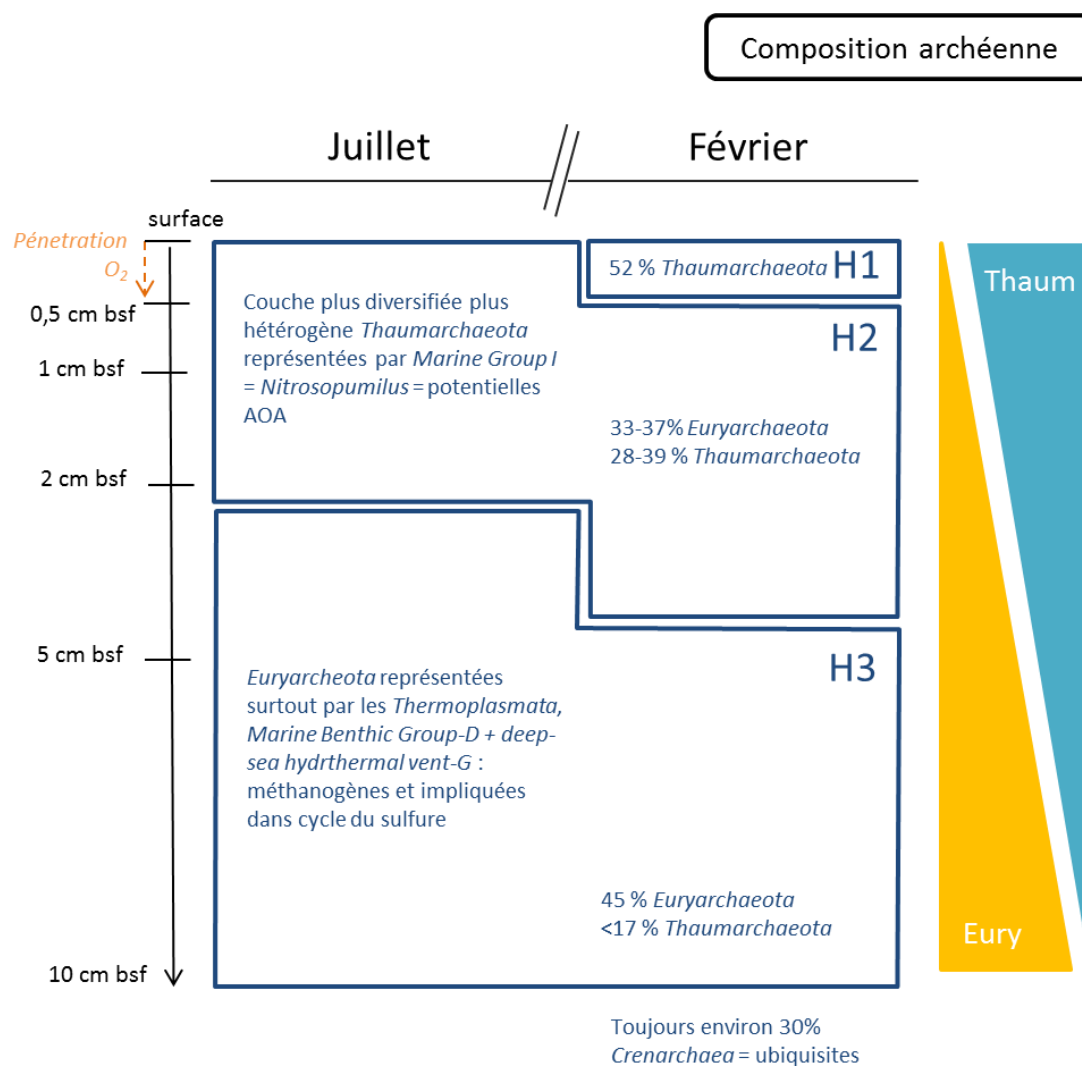 Composition archéenne
Juillet
Février
surface
Pénetration
O2
0,5 cm bsf
1 cm bsf
2 cm bsf
5 cm bsf
10 cm bsf
Couche plus diversifiée plus
hétérogène Thaumarchaeota
représentées par Marine Group I
= Nitrosopumilus = potentielles
AOA
52 % Thaumarchaeota H1
H2
33-37% Euryarchaeota
28-39 % Thaumarchaeota
Euryarcheota représentées
surtout par les Thermoplasmata,
Marine Benthic Group-D + deep-
sea hydrthermal vent-G :
méthanogènes et impliquées
dans cycle du sulfure
H3
45 % Euryarchaeota
<17 % Thaumarchaeota
Toujours environ 30%
Crenarchaea = ubiquisites
Thaum
Eury